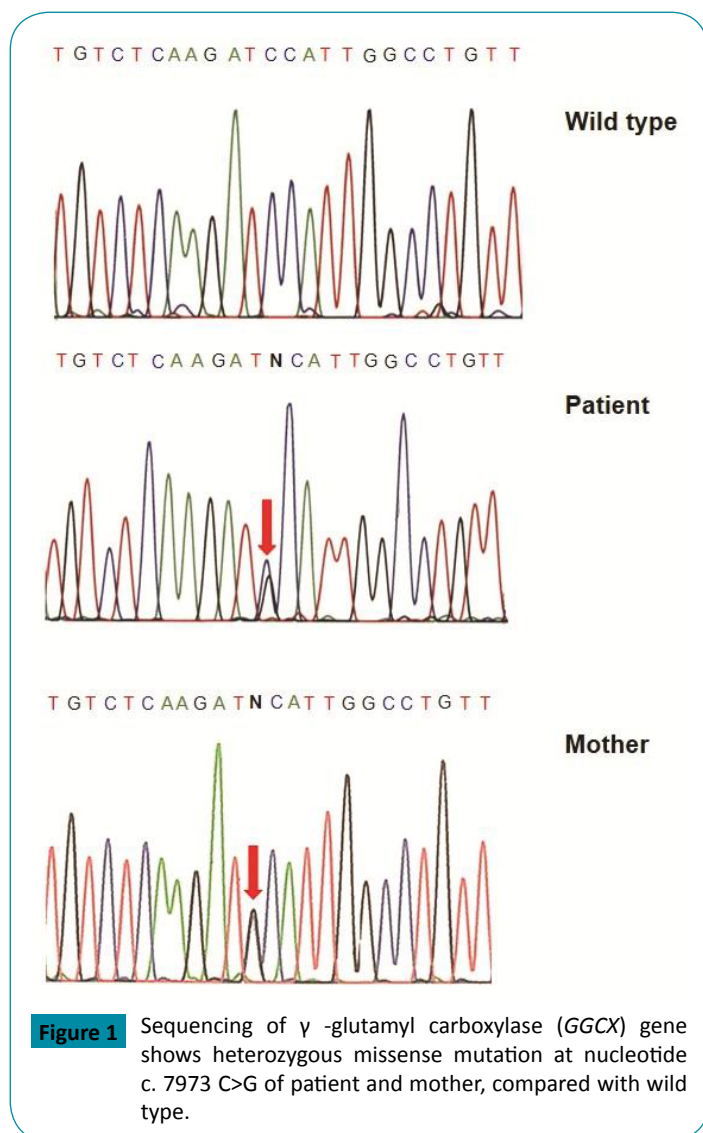 T G T C T C A A G A T C C A T T G G C C T G T T
Wild type
T G T C T C A A G A T N C A T T G G C C T G T T
Patient
T G T C T C A A G A T N C A T T G G C C T G T T
Mother
Figure 1 Sequencing of γ -glutamyl carboxylase (GGCX) gene
shows heterozygous missense mutation at nucleotide
c. 7973 C>G of patient and mother, compared with wild
type.